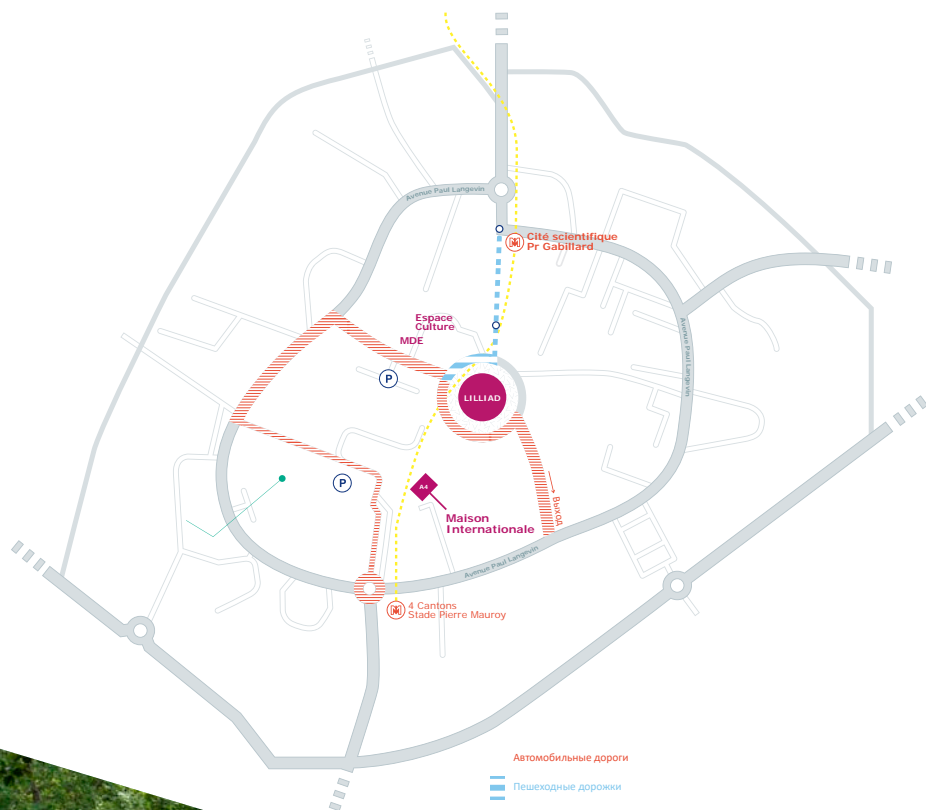 Avenue Paul Langevin
Cité scientifique
Pr Gabillard
Espace
Culture
MDE
Avenue Paul Langevin
P
LILLIAD
P
A4
Выход
Maison
Internationale
Avenue Paul Langevin
4 Cantons
Stade Pierre Mauroy
Автомобильные дороги
Пешеходные дорожки